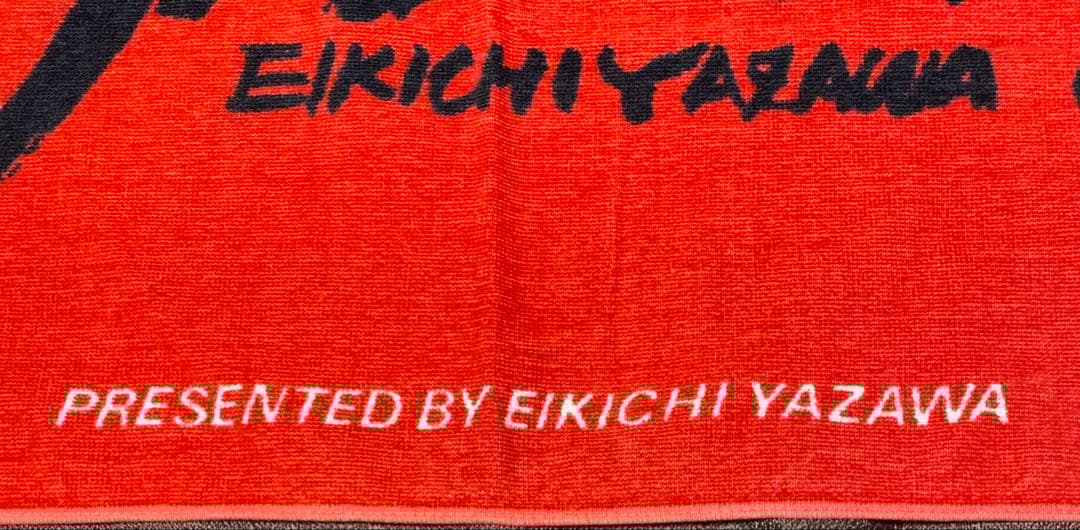 EIKICHI YAZAWA
PRESENTED BY EIKICHI YAZAWA